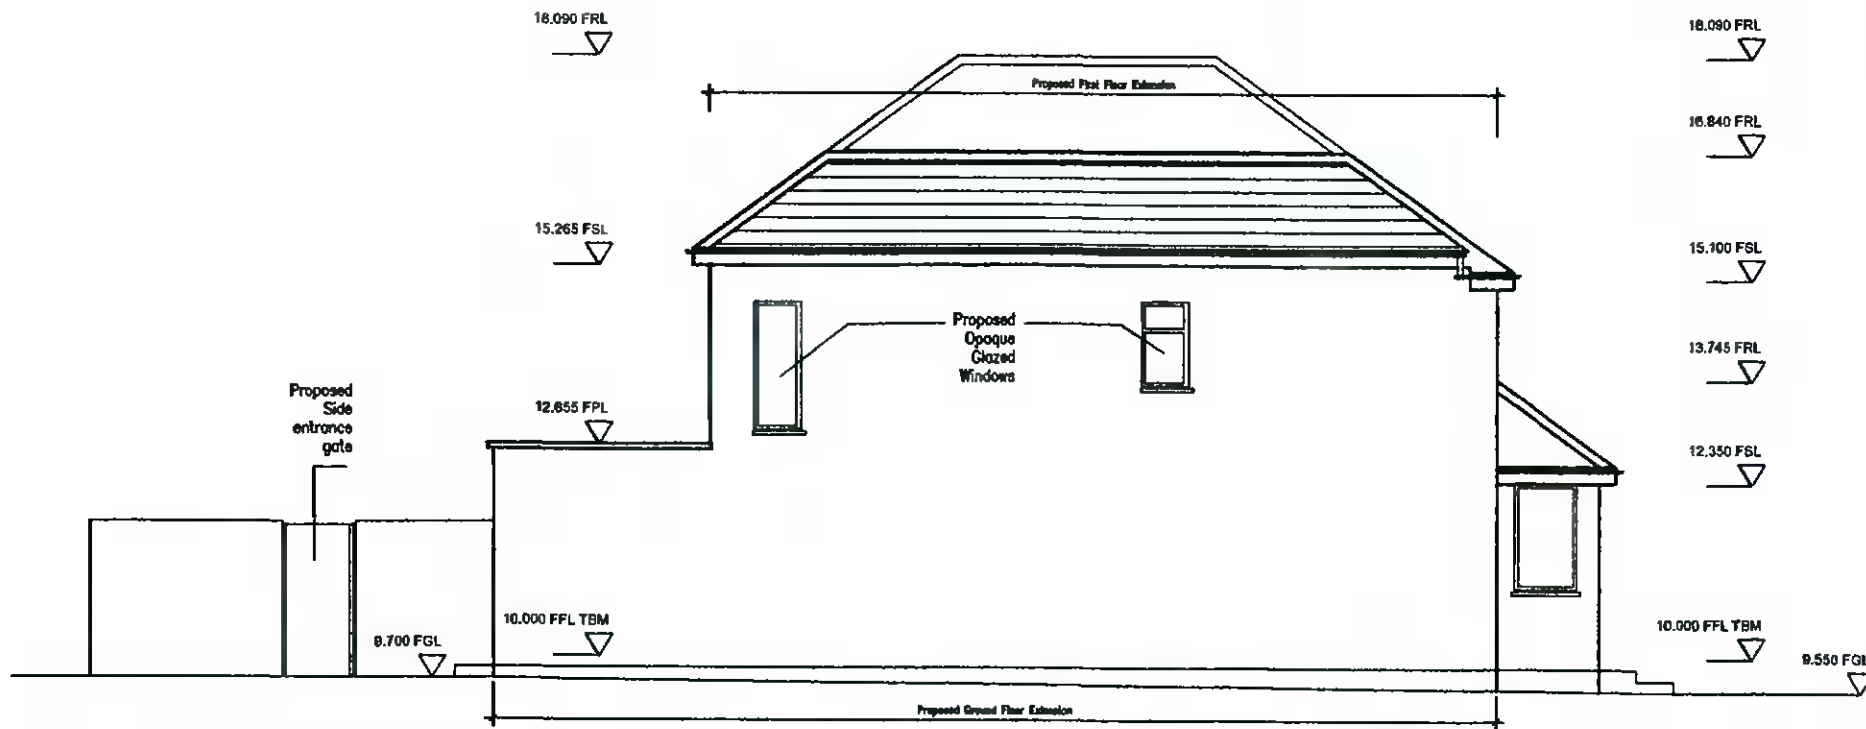 18.090 FRL
18.090 FRL
Proposed First Floor Extension
16.840 FRL
15.265 FSL
15.100 FSL
Proposed
Opaque
Glazed
Windows
13.745 FRL
Proposed
Side
entrance
gate
12.655 FPL
12.350 FSL
10.000 FFL TBM
10.000 FFL TBM
9.700 FGL
9.550 FGL
Proposed Ground Floor Extension